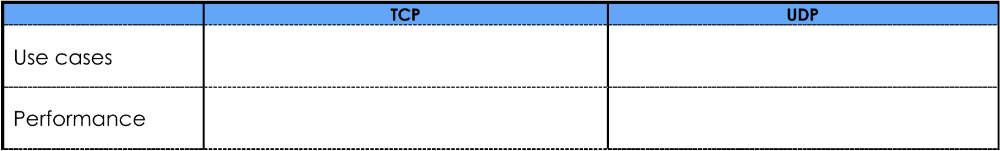 TCP UDP
Use cases
Performance